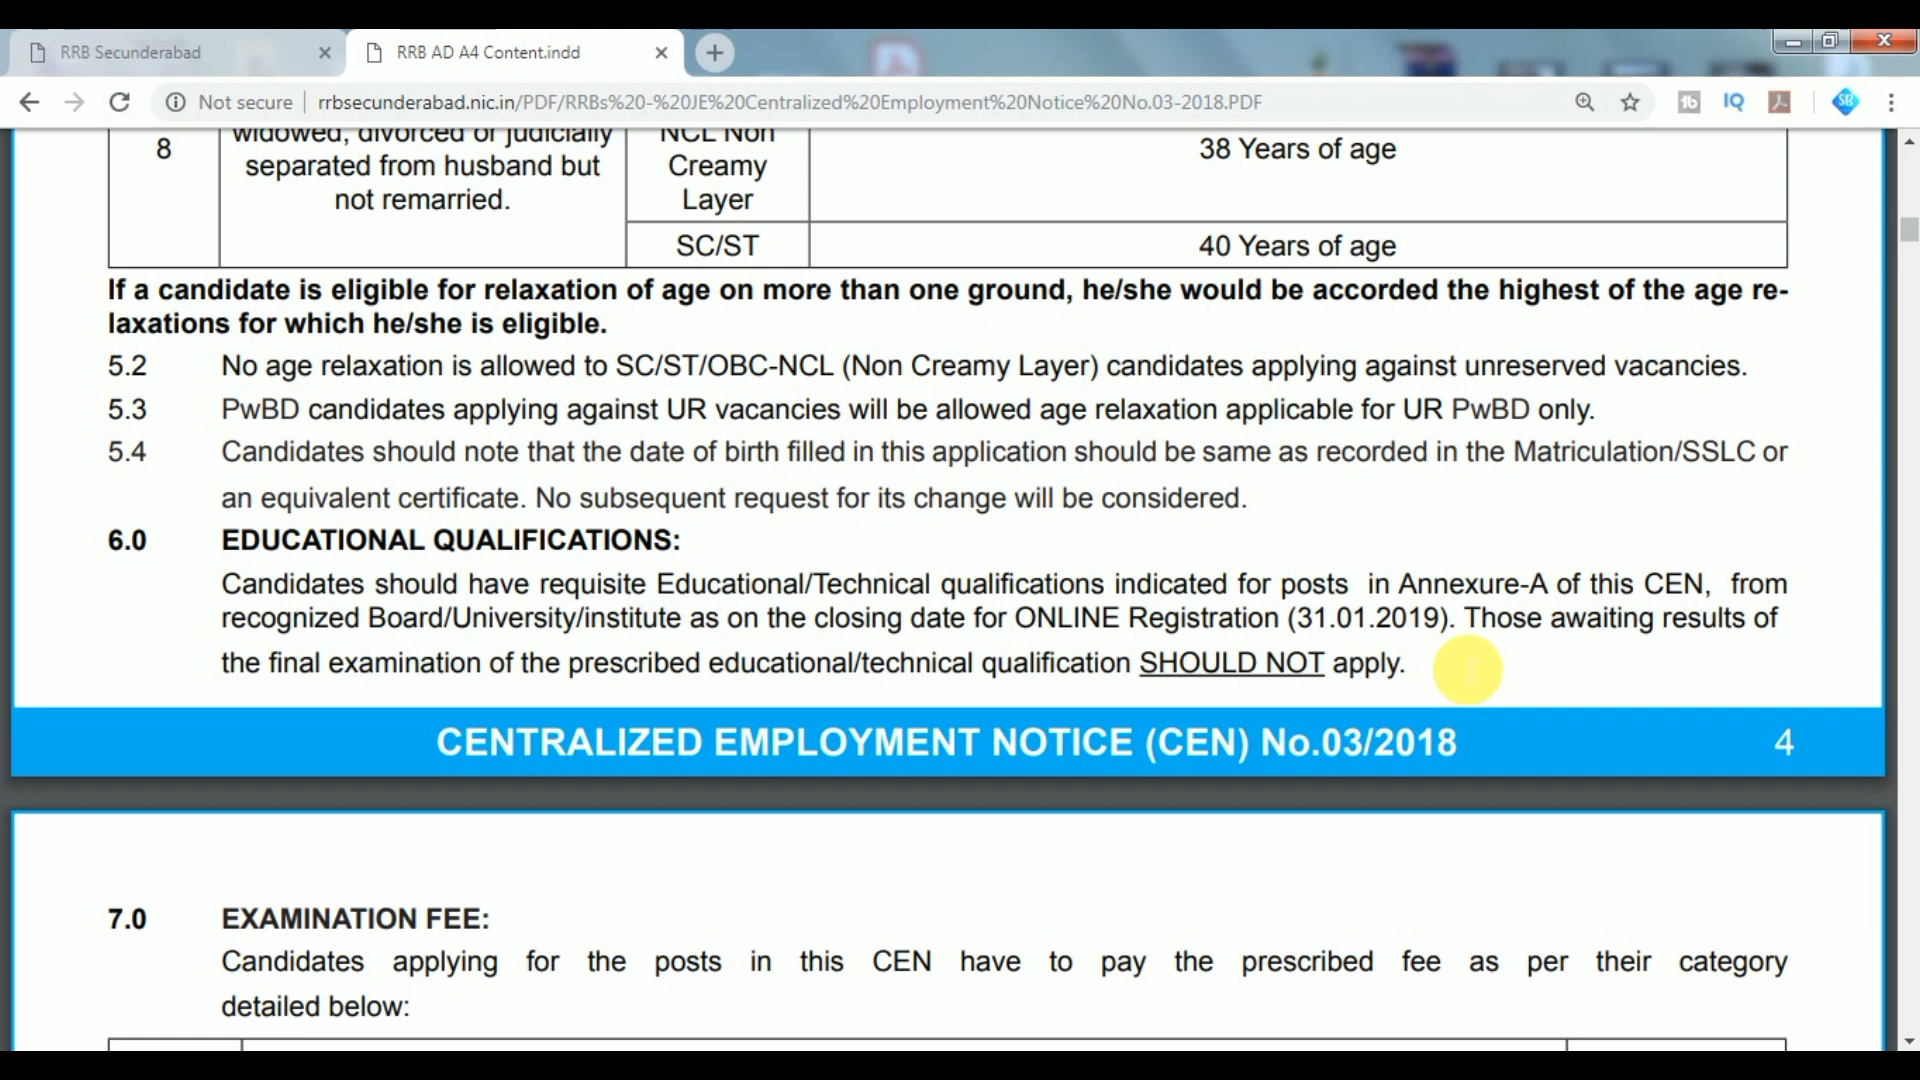 RRB Secunderabad
RRB AD A4 Content.indd
Not secure
rrbsecunderabad.nic.in/PDF/RRBs%20-%20JE%20Centralized%20Employment%20Notice%20No.03-2018.PDF
8
widowed, divorced or judicially
separated from husband but
not remarried.
NCL Non
Creamy
Layer
38 Years of age
SC/ST
40 Years of age
If a candidate is eligible for relaxation of age on more than one ground, he/she would be accorded the highest of the age re-
laxations for which he/she is eligible.
5.2 No age relaxation is allowed to SC/ST/OBC-NCL (Non Creamy Layer) candidates applying against unreserved vacancies.
5.3 PwBD candidates applying against UR vacancies will be allowed age relaxation applicable for UR PwBD only.
5.4 Candidates should note that the date of birth filled in this application should be same as recorded in the Matriculation/SSLC or
an equivalent certificate. No subsequent request for its change will be considered.
6.0 EDUCATIONAL QUALIFICATIONS:
Candidates should have requisite Educational/Technical qualifications indicated for posts in Annexure-A of this CEN, from
recognized Board/University/institute as on the closing date for ONLINE Registration (31.01.2019). Those awaiting results of
the final examination of the prescribed educational/technical qualification SHOULD NOT apply.
CENTRALIZED EMPLOYMENT NOTICE (CEN) No.03/2018 4
7.0 EXAMINATION FEE:
Candidates applying for the posts in this CEN have to pay the prescribed fee as per their category
detailed below: